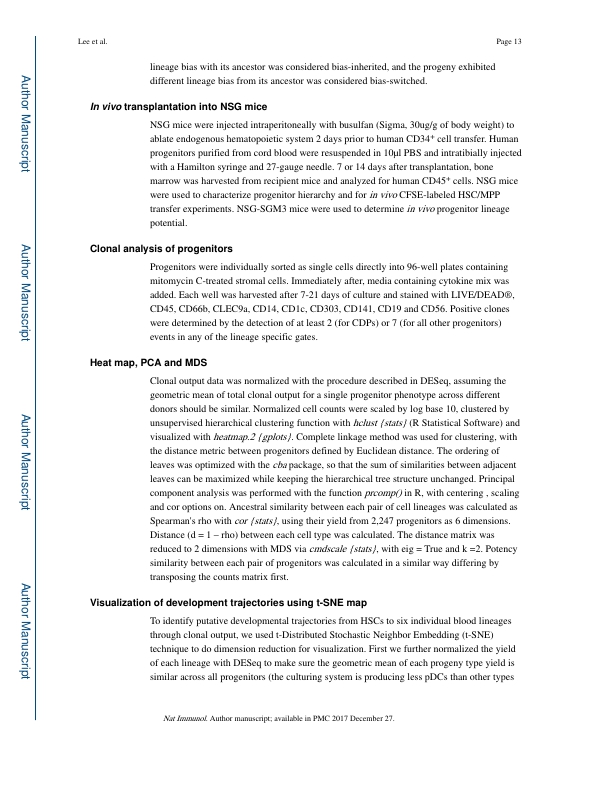 Lee et al.
Page 13
lineage bias with its ancestor was considered bias-inherited, and the progeny exhibited
different lineage bias from its ancestor was considered bias-switched.
In vivo transplantation into NSG mice
NSG mice were injected intraperitoneally with busulfan (Sigma, 30ug/g of body weight) to
ablate endogenous hematopoietic system 2 days prior to human CD34⁺ cell transfer. Human
progenitors purified from cord blood were resuspended in 10μl PBS and intratibially injected
with a Hamilton syringe and 27-gauge needle. 7 or 14 days after transplantation, bone
marrow was harvested from recipient mice and analyzed for human CD45⁺ cells. NSG mice
were used to characterize progenitor hierarchy and for in vivo CFSE-labeled HSC/MPP
transfer experiments. NSG-SGM3 mice were used to determine in vivo progenitor lineage
potential.
Clonal analysis of progenitors
Progenitors were individually sorted as single cells directly into 96-well plates containing
mitomycin C-treated stromal cells. Immediately after, media containing cytokine mix was
added. Each well was harvested after 7-21 days of culture and stained with LIVE/DEAD®,
CD45, CD66b, CLEC9a, CD14, CD1c, CD303, CD141, CD19 and CD56. Positive clones
were determined by the detection of at least 2 (for CDPs) or 7 (for all other progenitors)
events in any of the lineage specific gates.
Heat map, PCA and MDS
Clonal output data was normalized with the procedure described in DESeq, assuming the
geometric mean of total clonal output for a single progenitor phenotype across different
donors should be similar. Normalized cell counts were scaled by log base 10, clustered by
unsupervised hierarchical clustering function with hclust {stats} (R Statistical Software) and
visualized with heatmap.2 {gplots}. Complete linkage method was used for clustering, with
the distance metric between progenitors defined by Euclidean distance. The ordering of
leaves was optimized with the cba package, so that the sum of similarities between adjacent
leaves can be maximized while keeping the hierarchical tree structure unchanged. Principal
component analysis was performed with the function prcomp() in R, with centering , scaling
and cor options on. Ancestral similarity between each pair of cell lineages was calculated as
Spearman's rho with cor {stats}, using their yield from 2,247 progenitors as 6 dimensions.
Distance (d = 1 – rho) between each cell type was calculated. The distance matrix was
reduced to 2 dimensions with MDS via cmdscale {stats}, with eig = True and k =2. Potency
similarity between each pair of progenitors was calculated in a similar way differing by
transposing the counts matrix first.
Visualization of development trajectories using t-SNE map
To identify putative developmental trajectories from HSCs to six individual blood lineages
through clonal output, we used t-Distributed Stochastic Neighbor Embedding (t-SNE)
technique to do dimension reduction for visualization. First we further normalized the yield
of each lineage with DESeq to make sure the geometric mean of each progeny type yield is
similar across all progenitors (the culturing system is producing less pDCs than other types
Nat Immunol. Author manuscript; available in PMC 2017 December 27.
Author Manuscript
Author Manuscript
Author Manuscript
Author Manuscript